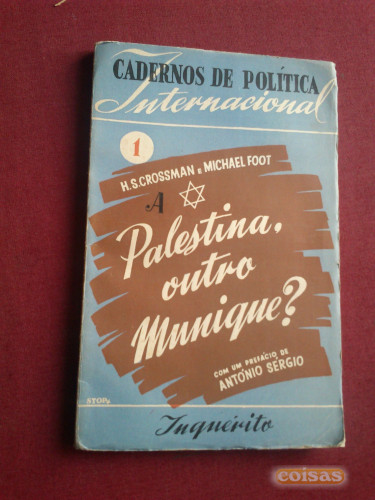 CADERNOS DE POLÍTICA
Internacional
1
H.S.CROSSMAN E MICHAEL FOOT
A
Palestina,
outro
Munique?
COM UM PREFÁCIO DE
ANTÓNIO SÉRGIO
STOP.
Inquérito
coisas